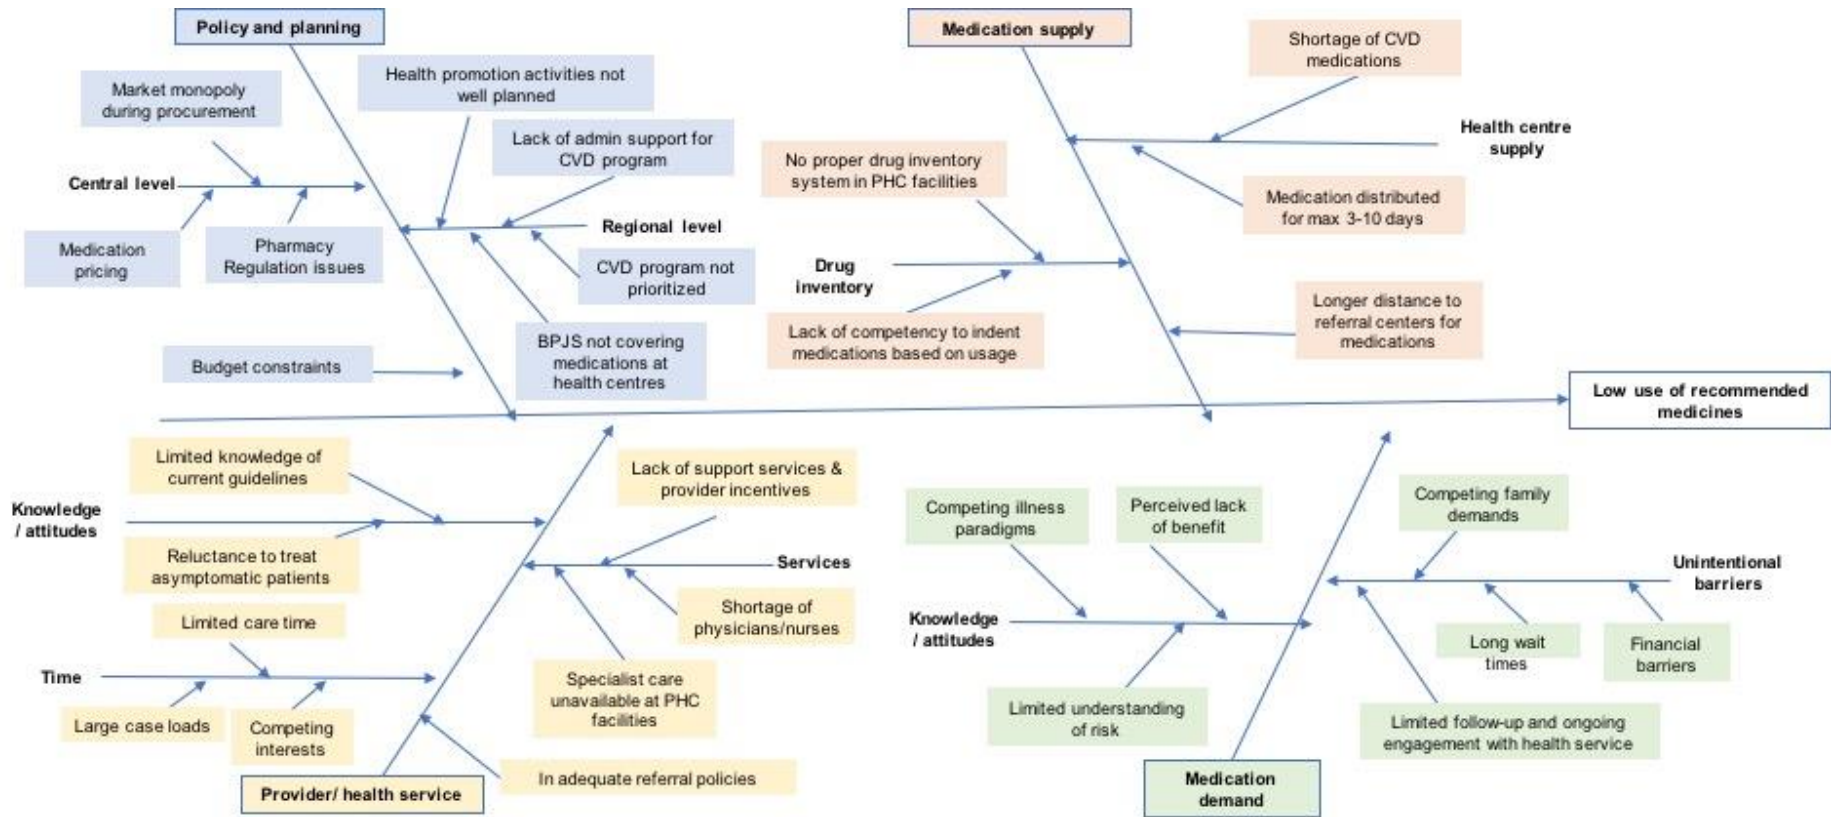 Policy and planning
Market monopoly
during procurement
Health promotion activities not
well planned
Lack of admin support for
CVD program
Central level
Regional level
Medication
pricing
Pharmacy
Regulation issues
CVD program not
prioritized
BPJS not covering
medications at
health centres
Budget constraints
Medication supply
Shortage of CVD
medications
Health centre
supply
No proper drug inventory
system in PHC facilities
Medication distributed
for max 3-10 days
Drug
inventory
Lack of competency to indent
medications based on usage
Longer distance to
referral centers for
medications
Low use of recommended
medicines
Limited knowledge of
current guidelines
Lack of support services &
provider incentives
Knowledge
/ attitudes
Reluctance to treat
asymptomatic patients
Services
Limited care time
Shortage of
physicians/nurses
Time
Specialist care
unavailable at PHC
facilities
Large case loads
Competing
interests
In adequate referral policies
Provider/ health service
Competing illness
paradigms
Perceived lack
of benefit
Competing family
demands
Unintentional
barriers
Knowledge
/ attitudes
Long wait
times
Financial
barriers
Limited understanding
of risk
Limited follow-up and ongoing
engagement with health service
Medication
demand